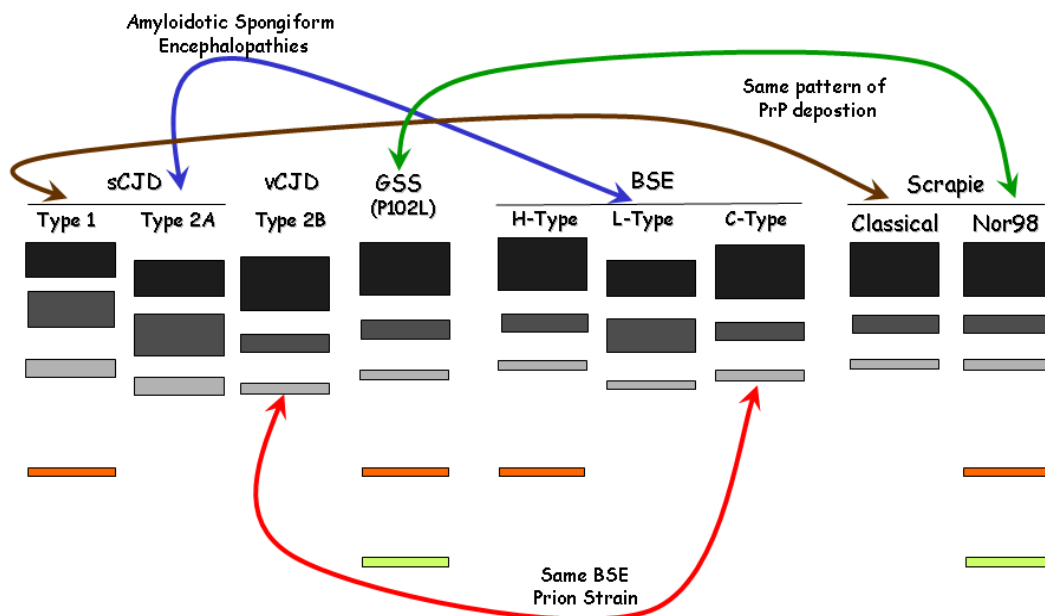 Amyloidotic Spongiform
Encephalopathies
Same pattern of
PrP depostion
sCJD
vCJD
GSS
(P102L)
BSE
Scrapie
Type 1
Type 2A
Type 2B
H-Type
L-Type
C-Type
Classical
Nor98
Same BSE
Prion Strain